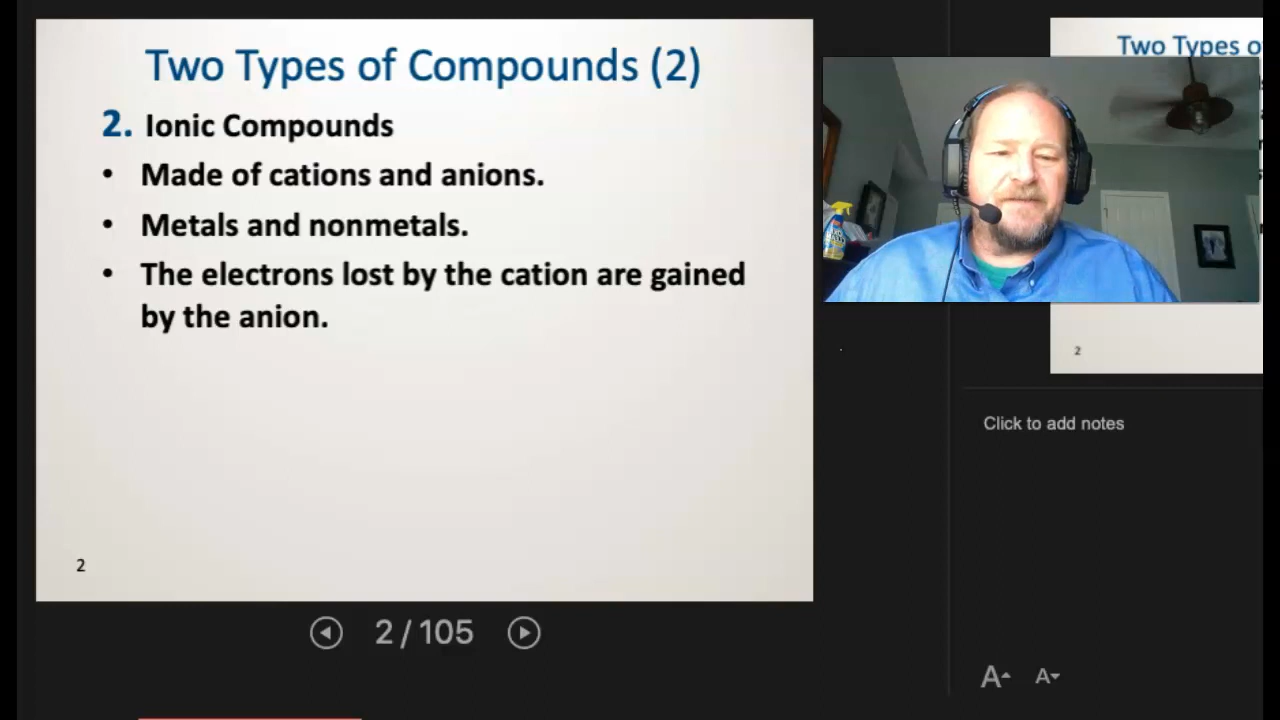 Two Types of Compounds (2)
2. Ionic Compounds
• Made of cations and anions.
• Metals and nonmetals.
• The electrons lost by the cation are gained
by the anion.
2
2 / 105
Two Types o
2
Click to add notes
A A